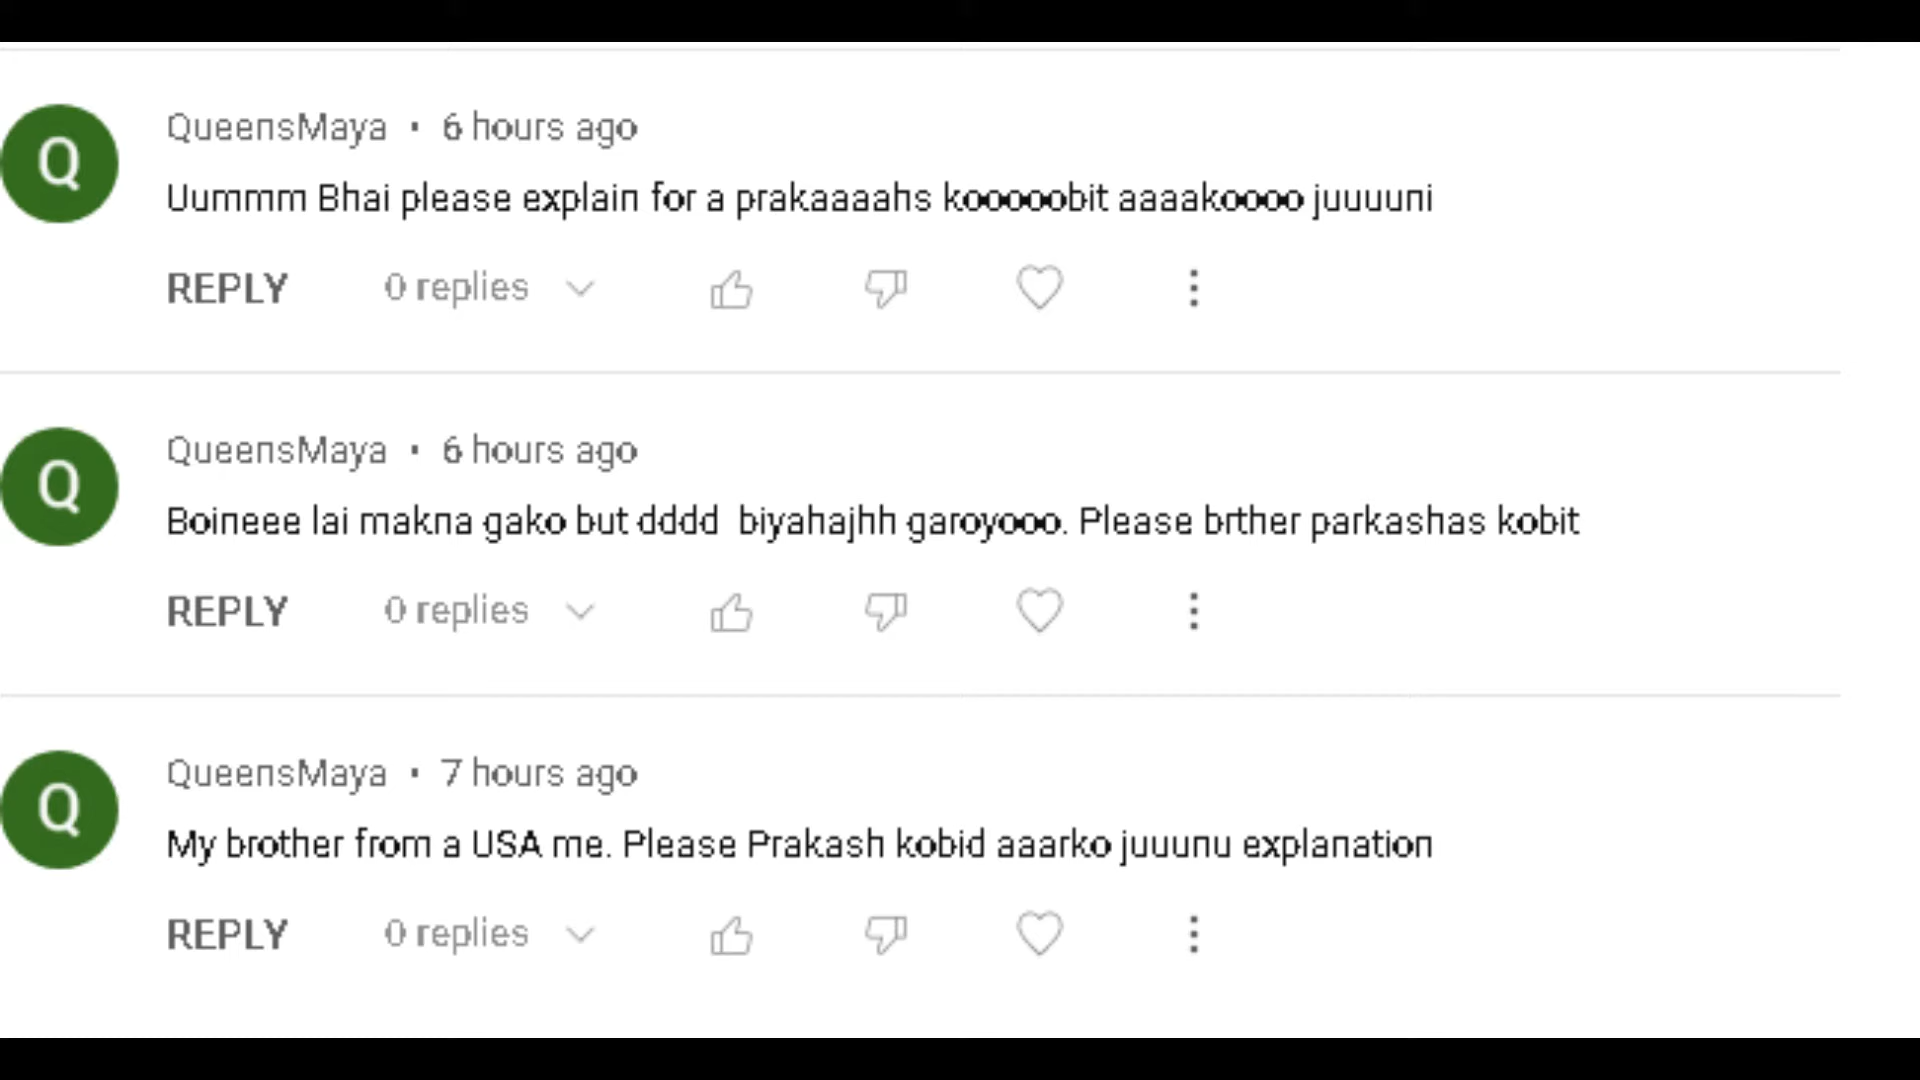 QueensMaya • 6 hours ago
Uummm Bhai please explain for a prakaaaahs kooooobit aaaakoooo juuuuni
REPLY 0 replies
QueensMaya • 6 hours ago
Boineee lai makna gako but dddd biyahajhh garoyooo. Please brther parkashas kobit
REPLY 0 replies
QueensMaya • 7 hours ago
My brother from a USA me. Please Prakash kobid aaarko juuunu explanation
REPLY 0 replies
Q
Q
Q